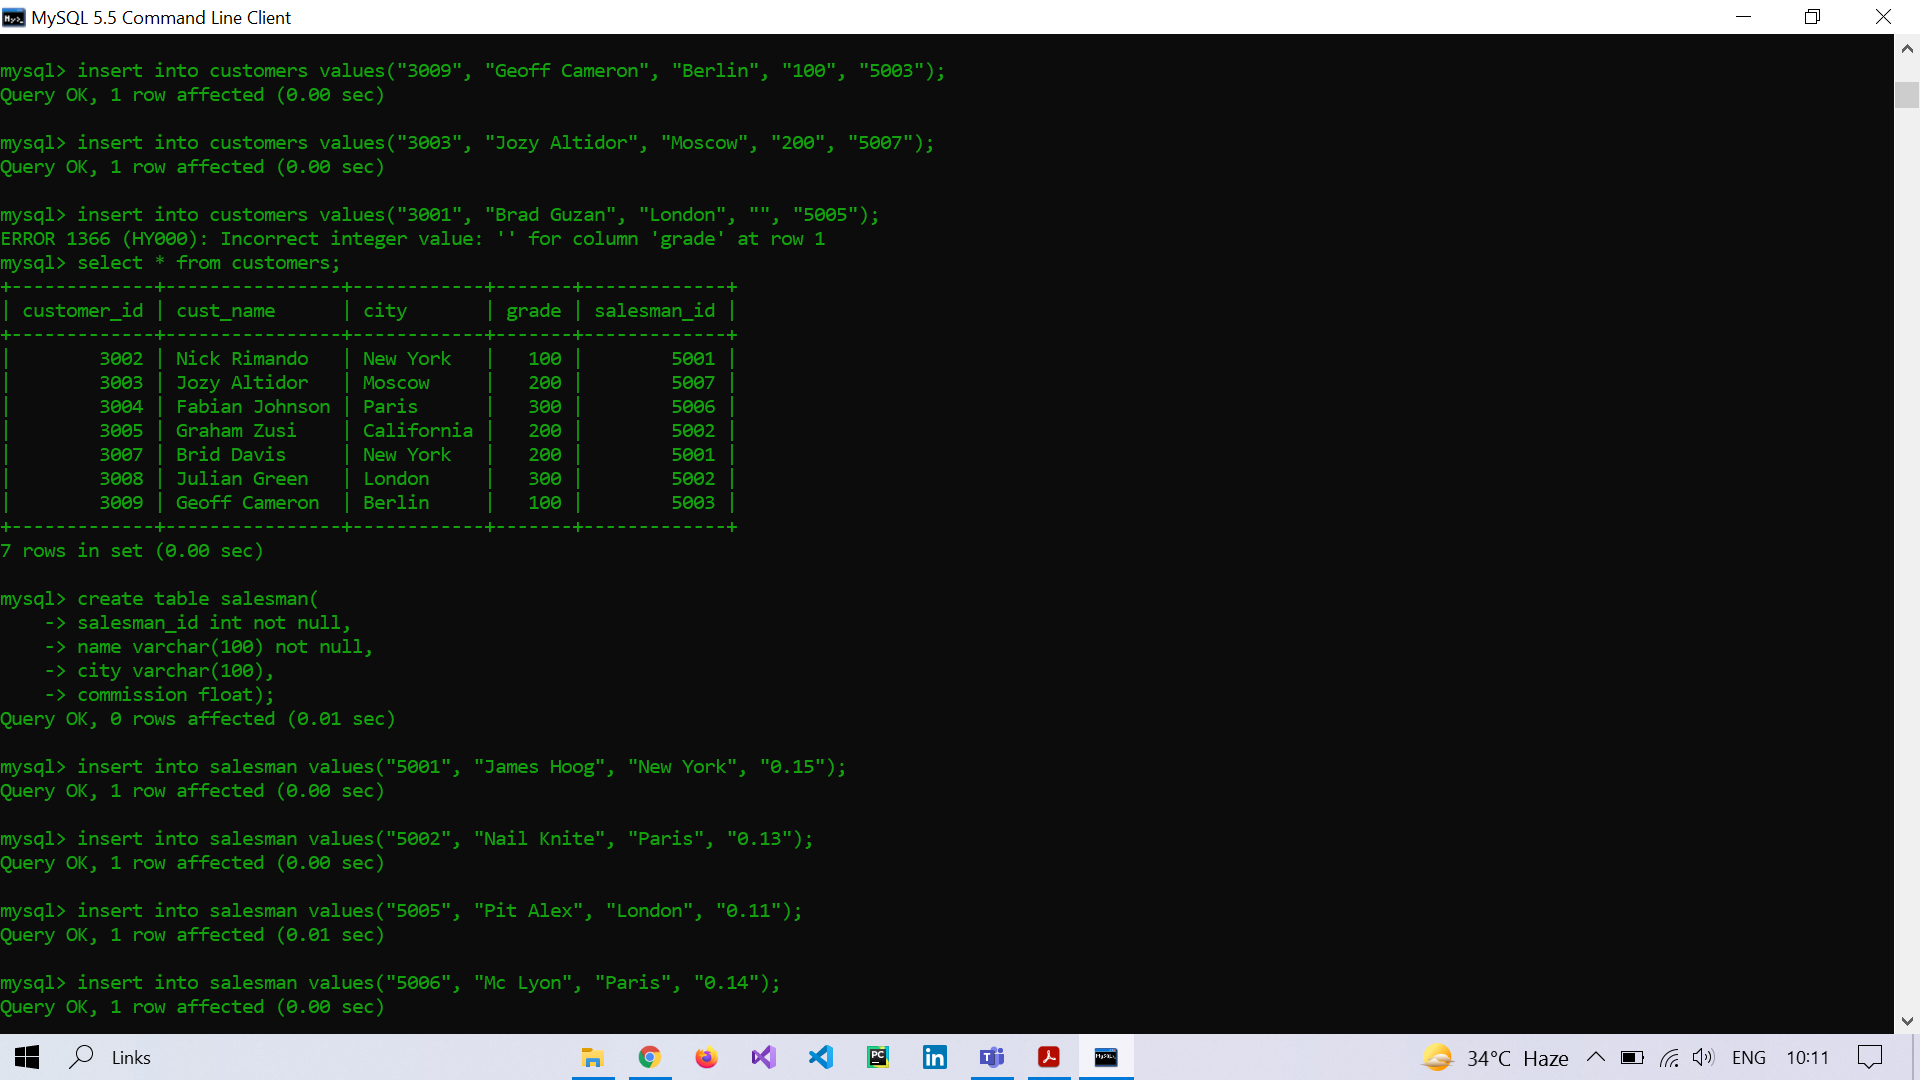 MySQL 5.5 Command Line Client
mysql> insert into customers values("3009", "Geoff Cameron", "Berlin", "100", "5003");
Query OK, 1 row affected (0.00 sec)
mysql> insert into customers values("3003", "Jozy Altidor", "Moscow", "200", "5007");
Query OK, 1 row affected (0.00 sec)
mysql> insert into customers values("3001", "Brad Guzan", "London", "", "5005");
ERROR 1366 (HY000): Incorrect integer value: '' for column 'grade' at row 1
mysql> select * from customers;
+-------------+----------------+------------+-------+-------------+
| customer_id | cust_name      | city       | grade | salesman_id |
+-------------+----------------+------------+-------+-------------+
|        3002 | Nick Rimando   | New York   |   100 |        5001 |
|        3003 | Jozy Altidor   | Moscow     |   200 |        5007 |
|        3004 | Fabian Johnson | Paris      |   300 |        5006 |
|        3005 | Graham Zusi    | California |   200 |        5002 |
|        3007 | Brid Davis     | New York   |   200 |        5001 |
|        3008 | Julian Green   | London     |   300 |        5002 |
|        3009 | Geoff Cameron  | Berlin     |   100 |        5003 |
+-------------+----------------+------------+-------+-------------+
7 rows in set (0.00 sec)
mysql> create table salesman(
    -> salesman_id int not null,
    -> name varchar(100) not null,
    -> city varchar(100),
    -> commission float);
Query OK, 0 rows affected (0.01 sec)
mysql> insert into salesman values("5001", "James Hoog", "New York", "0.15");
Query OK, 1 row affected (0.00 sec)
mysql> insert into salesman values("5002", "Nail Knite", "Paris", "0.13");
Query OK, 1 row affected (0.00 sec)
mysql> insert into salesman values("5005", "Pit Alex", "London", "0.11");
Query OK, 1 row affected (0.01 sec)
mysql> insert into salesman values("5006", "Mc Lyon", "Paris", "0.14");
Query OK, 1 row affected (0.00 sec)
Links 34°C Haze ENG 10:11